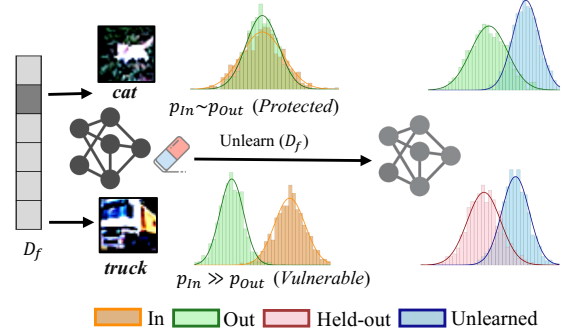 cat
p_In~p_Out (Protected)
Unlearn (D_f)
D_f
truck
p_In ≫ p_Out (Vulnerable)
In
Out
Held-out
Unlearned